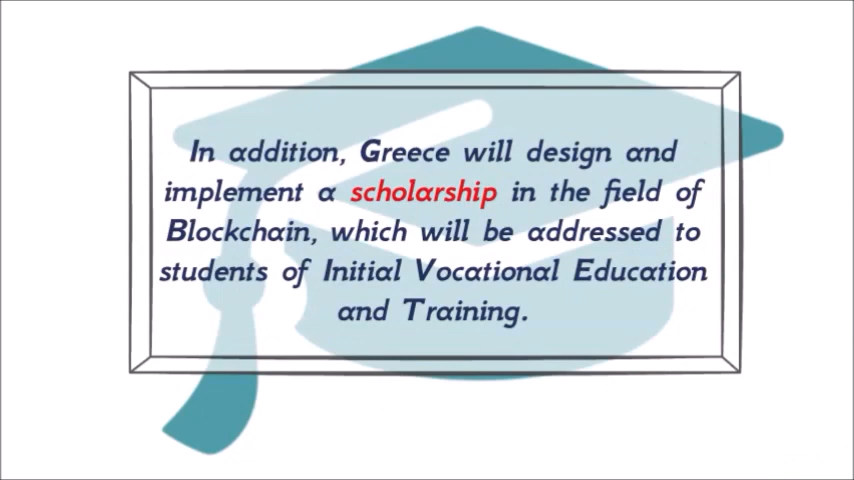 In addition, Greece will design and
implement a scholarship in the field of
Blockchain, which will be addressed to
students of Initial Vocational Education
and Training.